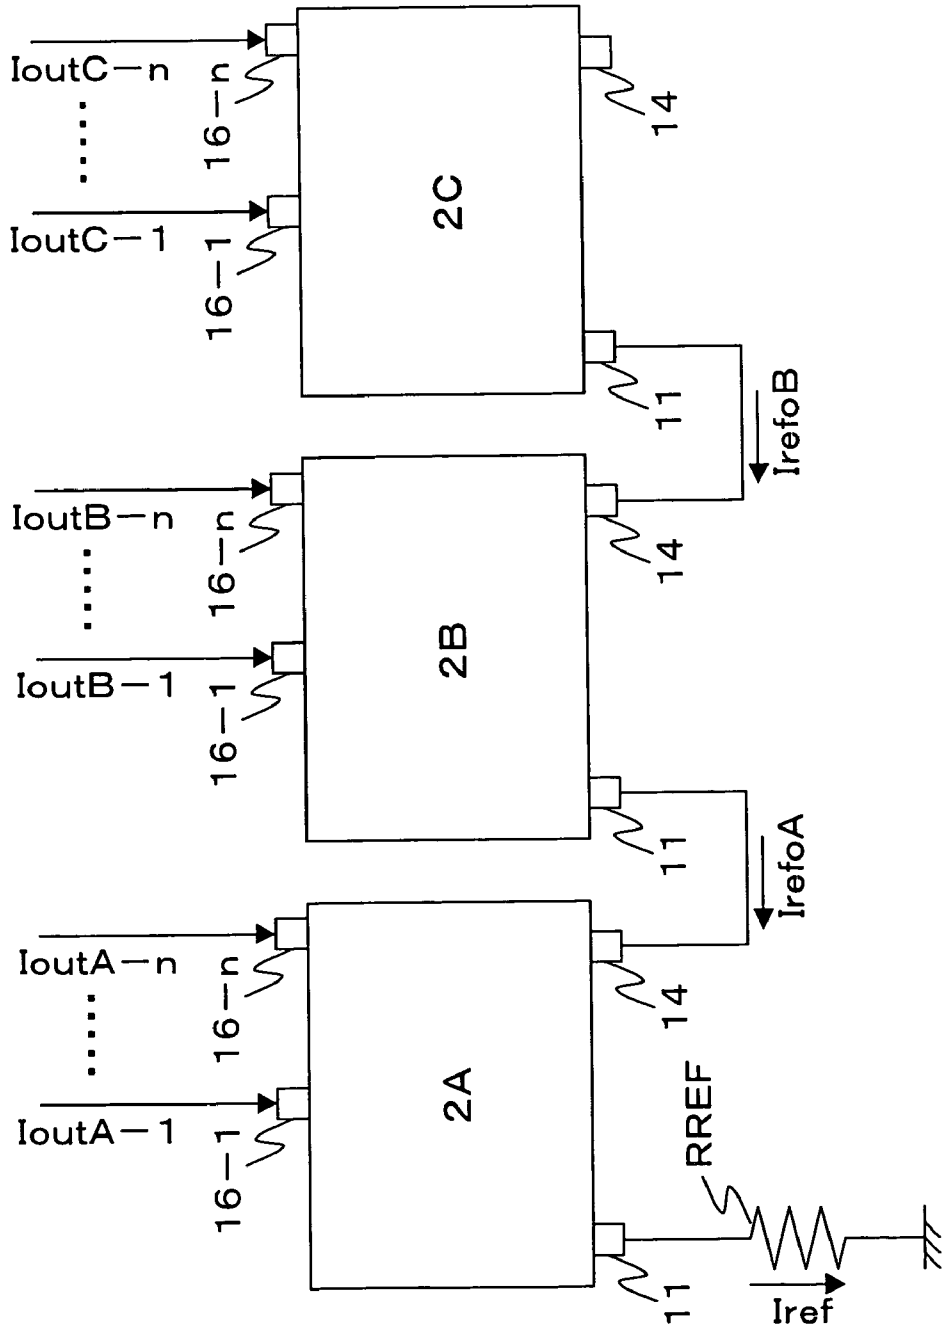 IoutC−n
.....
IoutC−1
16−n
16−1
2C
14
11
IrefoB
IoutB−n
.....
IoutB−1
16−n
16−1
2B
14
11
IrefoA
IoutA−n
.....
IoutA−1
16−n
16−1
2A
14
11
RREF
Iref